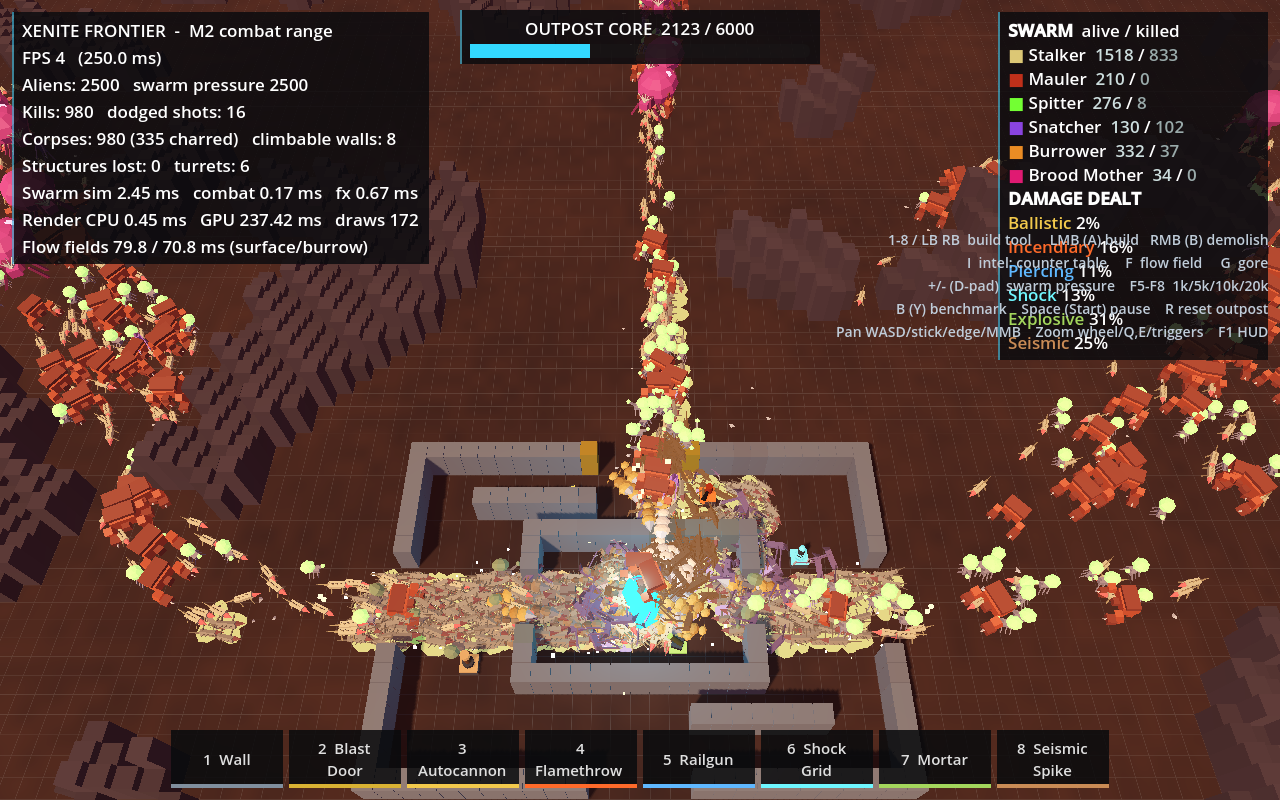 XENITE FRONTIER - M2 combat range
FPS 4 (250.0 ms)
Aliens: 2500 swarm pressure 2500
Kills: 980 dodged shots: 16
Corpses: 980 (335 charred) climbable walls: 8
Structures lost: 0 turrets: 6
Swarm sim 2.45 ms combat 0.17 ms fx 0.67 ms
Render CPU 0.45 ms GPU 237.42 ms draws 172
Flow fields 79.8 / 70.8 ms (surface/burrow)
OUTPOST CORE 2123 / 6000
SWARM alive / killed
Stalker 1518 / 833
Mauler 210 / 0
Spitter 276 / 8
Snatcher 130 / 102
Burrower 332 / 37
Brood Mother 34 / 0
DAMAGE DEALT
Ballistic 2%
Incendiary 16%
Piercing 11%
Shock 13%
Explosive 31%
Seismic 25%
1-8 / LB RB build tool LMB (A) build RMB (B) demolish
I intel: counter table F flow field G gore
+/- (D-pad) swarm pressure F5-F8 1k/5k/10k/20k
B (Y) benchmark Space (Start) pause R reset outpost
Pan WASD/stick/edge/MMB Zoom wheel/Q,E/triggers F1 HUD
1 Wall
2 Blast
Door
3
Autocannon
4
Flamethrow
5 Railgun
6 Shock
Grid
7 Mortar
8 Seismic
Spike